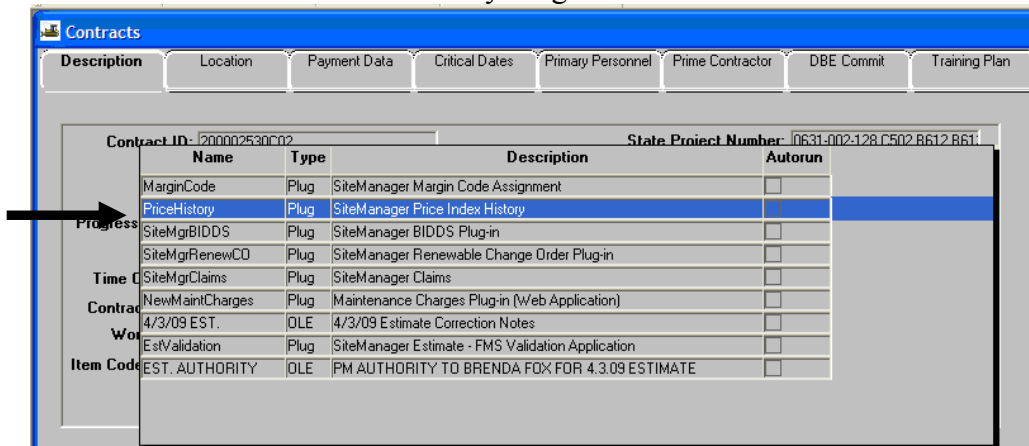 Contracts
Description Location Payment Data Critical Dates Primary Personnel Prime Contractor DBE Commit Training Plan
Contract ID: 200002530C02 State Project Number: 0631-002-128 C502 B612 B61
Name Type Description Autorun
MarginCode Plug SiteManager Margin Code Assignment
PriceHistory Plug SiteManager Price Index History
Progress
SiteMgrBIDDS Plug SiteManager BIDDS Plug-in
SiteMgrRenewCO Plug SiteManager Renewable Change Order Plug-in
Time C SiteMgrClaims Plug SiteManager Claims
Contrac NewMaintCharges Plug Maintenance Charges Plug-in (Web Application)
4/3/09 EST. OLE 4/3/09 Estimate Correction Notes
Wor EstValidation Plug SiteManager Estimate - FMS Validation Application
Item Code EST. AUTHORITY OLE PM AUTHORITY TO BRENDA FOX FOR 4.3.09 ESTIMATE